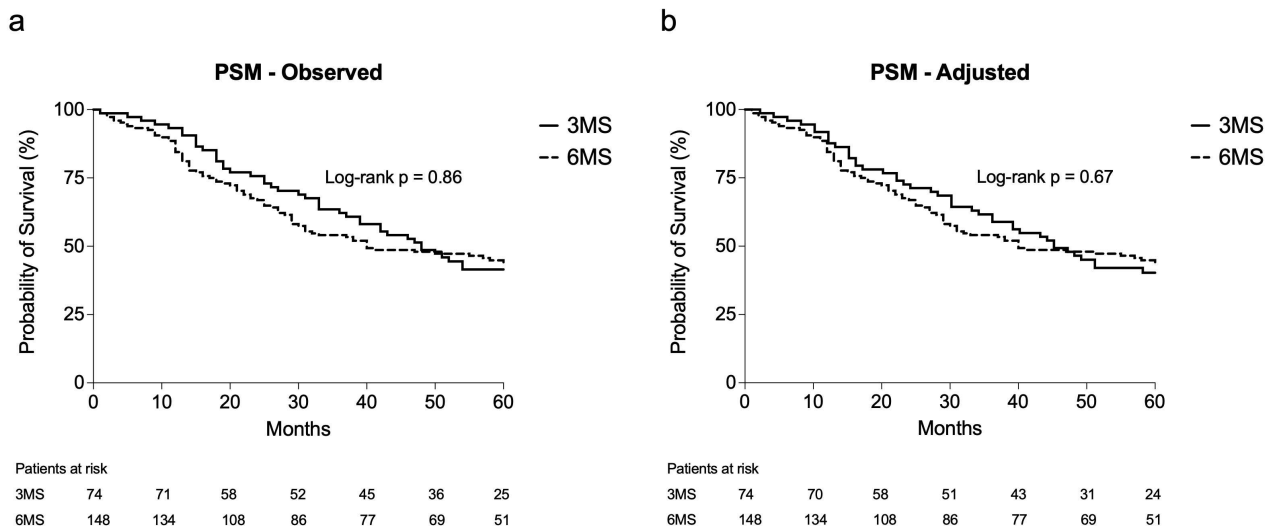 a
PSM - Observed
100
75
50
25
0
Probability of Survival (%)
3MS
6MS
Log-rank p = 0.86
0 10 20 30 40 50 60
Months
Patients at risk
3MS 74 71 58 52 45 36 25
6MS 148 134 108 86 77 69 51
b
PSM - Adjusted
100
75
50
25
0
Probability of Survival (%)
3MS
6MS
Log-rank p = 0.67
0 10 20 30 40 50 60
Months
Patients at risk
3MS 74 70 58 51 43 31 24
6MS 148 134 108 86 77 69 51